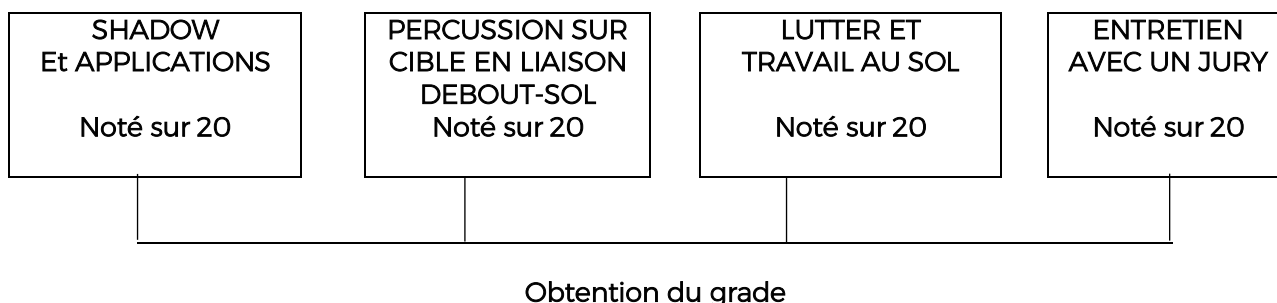 SHADOW
Et APPLICATIONS
Noté sur 20
PERCUSSION SUR
CIBLE EN LIAISON
DEBOUT-SOL
Noté sur 20
LUTTER ET
TRAVAIL AU SOL
Noté sur 20
ENTRETIEN
AVEC UN JURY
Noté sur 20
Obtention du grade